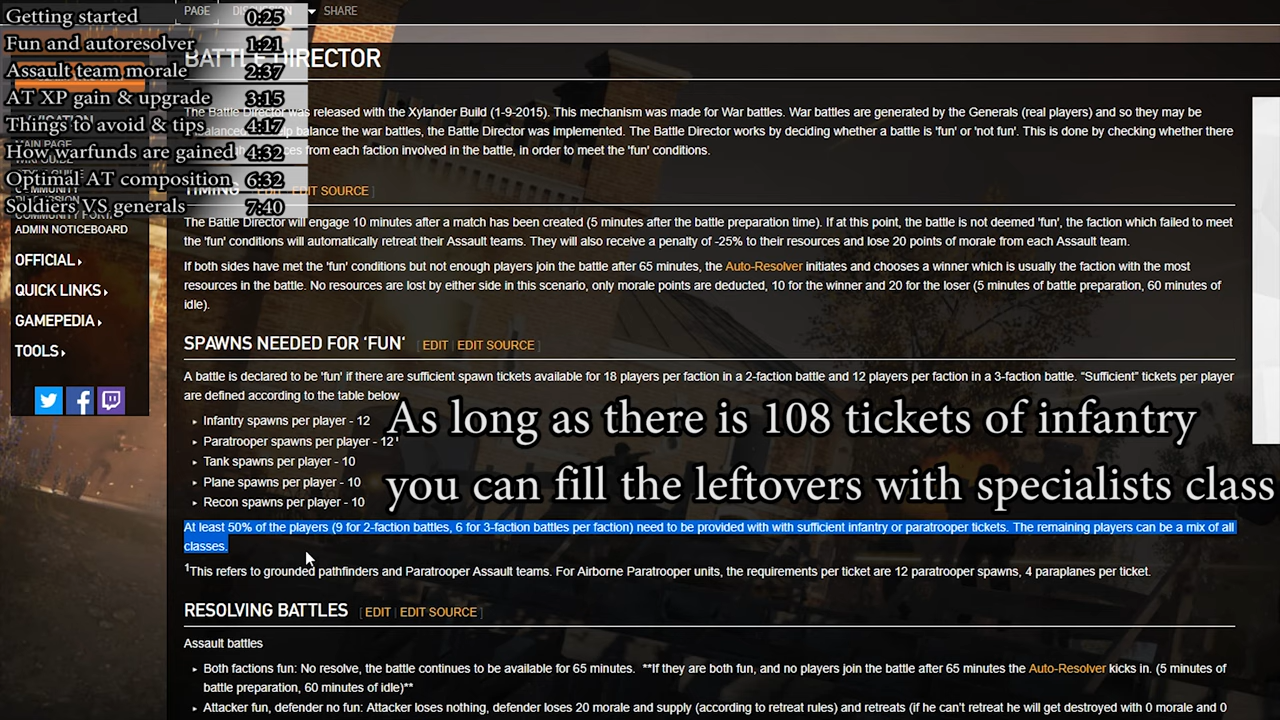 Getting started 0:25
Fun and autoresolver 1:21
Assault team morale 2:37
AT XP gain & upgrade 3:15
Things to avoid & tips 4:17
How warfunds are gained 4:32
Optimal AT composition 6:32
Soldiers VS generals 7:40
PAGE DISCUSSION SHARE
BATTLE DIRECTOR
The Battle Director was released with the Xylander Build (1-9-2015). This mechanism was made for War battles. War battles are generated by the Generals (real players) and so they may be
help balance the war battles, the Battle Director was implemented. The Battle Director works by deciding whether a battle is 'fun' or 'not fun'. This is done by checking whether there
from each faction involved in the battle, in order to meet the 'fun' conditions.
MAIN PAGE
COMMUNITY
ADMIN NOTICEBOARD
OFFICIAL
QUICK LINKS
GAMEPEDIA
TOOLS
TIMING EDIT EDIT SOURCE ]
The Battle Director will engage 10 minutes after a match has been created (5 minutes after the battle preparation time). If at this point, the battle is not deemed 'fun', the faction which failed to meet
the 'fun' conditions will automatically retreat their Assault teams. They will also receive a penalty of -25% to their resources and lose 20 points of morale from each Assault team.
If both sides have met the 'fun' conditions but not enough players join the battle after 65 minutes, the Auto-Resolver initiates and chooses a winner which is usually the faction with the most
resources in the battle. No resources are lost by either side in this scenario, only morale points are deducted, 10 for the winner and 20 for the loser (5 minutes of battle preparation, 60 minutes of
idle).
SPAWNS NEEDED FOR 'FUN' [ EDIT | EDIT SOURCE ]
A battle is declared to be 'fun' if there are sufficient spawn tickets available for 18 players per faction in a 2-faction battle and 12 players per faction in a 3-faction battle. "Sufficient" tickets per player
are defined according to the table below
Infantry spawns per player - 12
Paratrooper spawns per player - 12 1
Tank spawns per player - 10
Plane spawns per player - 10
Recon spawns per player - 10
As long as there is 108 tickets of infantry
you can fill the leftovers with specialists class
At least 50% of the players (9 for 2-faction battles, 6 for 3-faction battles per faction) need to be provided with with sufficient infantry or paratrooper tickets. The remaining players can be a mix of all
classes.
1This refers to grounded pathfinders and Paratrooper Assault teams. For Airborne Paratrooper units, the requirements per ticket are 12 paratrooper spawns, 4 paraplanes per ticket.
RESOLVING BATTLES [ EDIT | EDIT SOURCE ]
Assault battles
Both factions fun: No resolve, the battle continues to be available for 65 minutes. **If they are both fun, and no players join the battle after 65 minutes the Auto-Resolver kicks in. (5 minutes of
battle preparation, 60 minutes of idle)**
Attacker fun, defender no fun: Attacker loses nothing, defender loses 20 morale and supply (according to retreat rules) and retreats (if he can't retreat he will get destroyed with 0 morale and 0